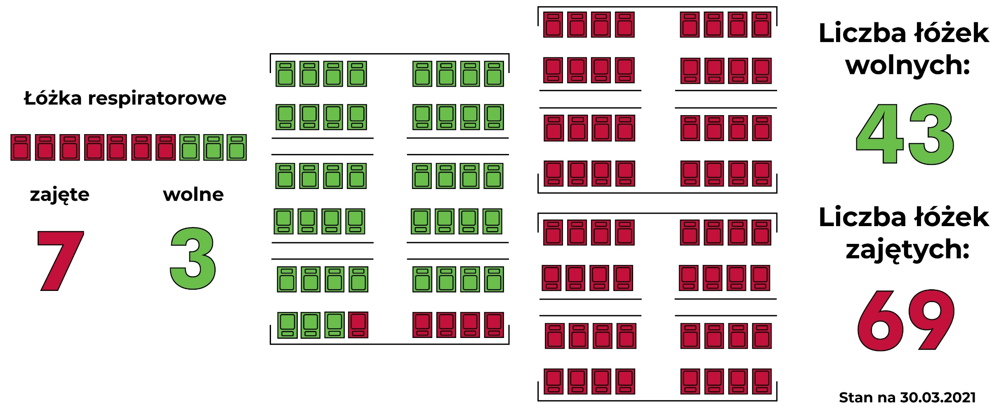 Łóżka respiratorowe
zajęte
wolne
7
3
Liczba łóżek
wolnych:
43
Liczba łóżek
zajętych:
69
Stan na 30.03.2021